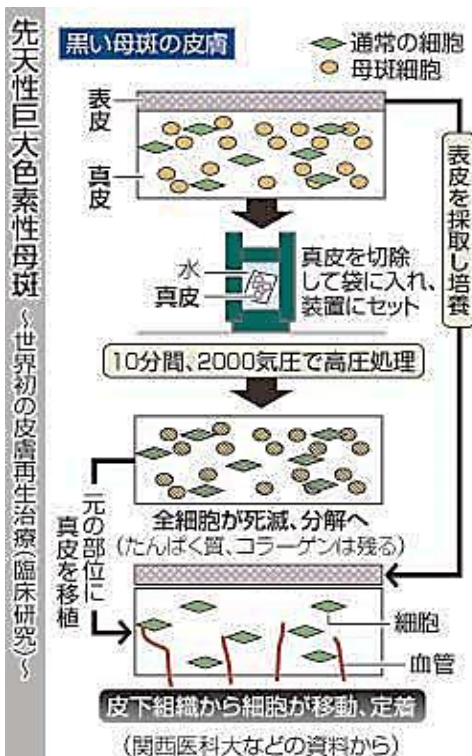 先天性巨大色素性母斑
~世界初の皮膚再生治療(臨床研究)~
黒い母斑の皮膚
通常の細胞
母斑細胞
表皮
真皮
表皮を採取し培養
水
真皮
真皮を切除
して袋に入れ、
装置にセット
10分間、2000気圧で高圧処理
全細胞が死滅、分解へ
(たんぱく質、コラーゲンは残る)
元の部位に
真皮を移植
細胞
血管
皮下組織から細胞が移動、定着
(関西医科大などの資料から)